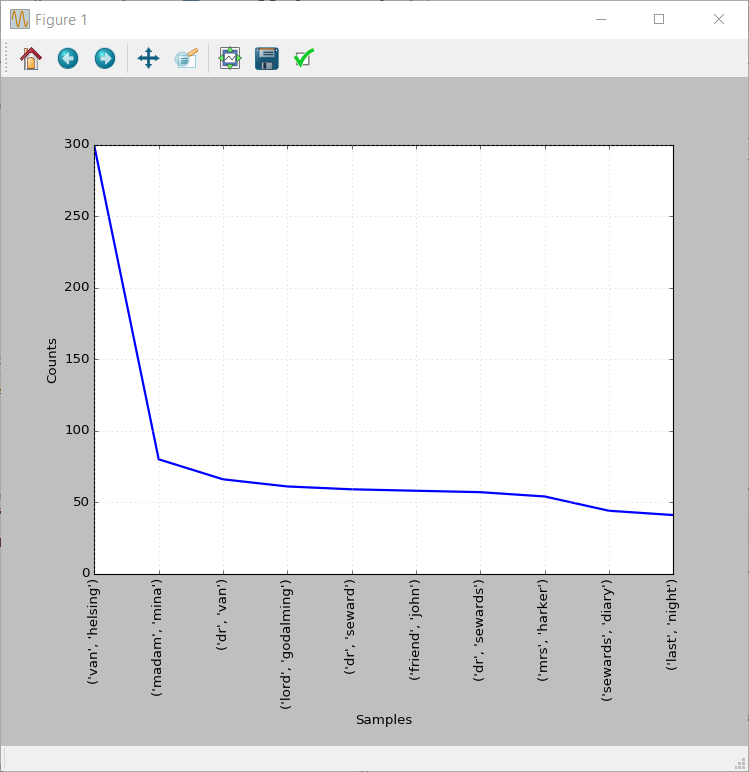 Figure 1
300
250
200
150
100
50
0
Counts
('van', 'helsing')
('madam', 'mina')
('dr', 'van')
('lord', 'godalming')
('dr', 'seward')
('friend', 'john')
('dr', 'sewards')
('mrs', 'harker')
('sewards', 'diary')
('last', 'night')
Samples